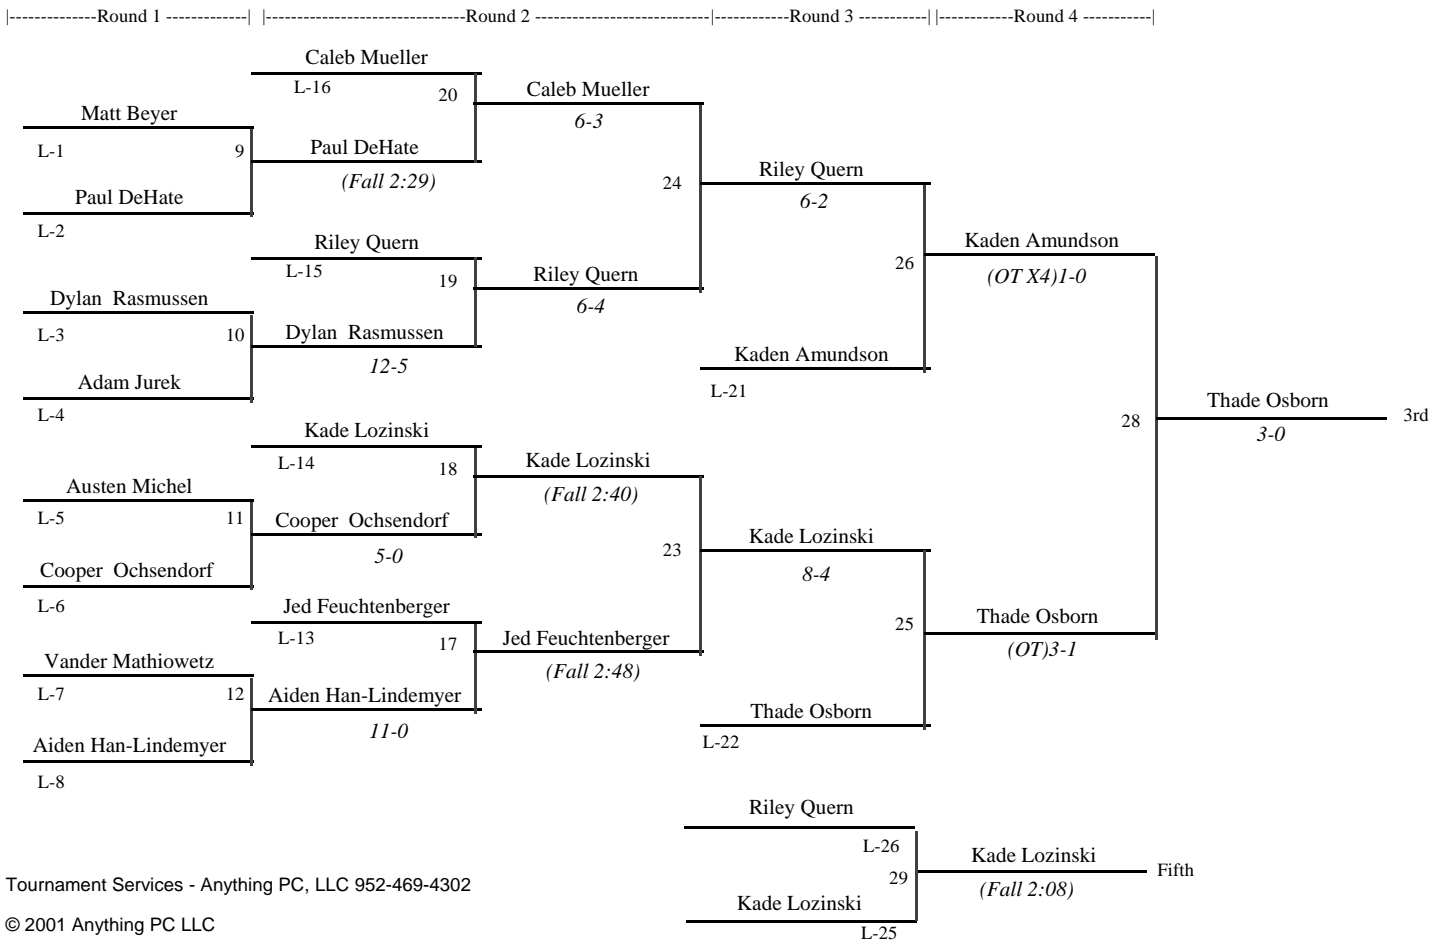 |--------------Round 1 -------------| |--------------------------------Round 2 ----------------------------|------------Round 3 -----------| |------------Round 4 -----------|
Caleb Mueller
L-16
20
Caleb Mueller
6-3
Matt Beyer
L-1
9
Paul DeHate
(Fall 2:29)
Paul DeHate
L-2
24
Riley Quern
6-2
Riley Quern
L-15
19
Riley Quern
6-4
Dylan  Rasmussen
L-3
10
Dylan  Rasmussen
12-5
Adam Jurek
L-4
26
Kaden Amundson
(OT X4)1-0
Kaden Amundson
L-21
28
Thade Osborn
3rd
3-0
Kade Lozinski
L-14
18
Kade Lozinski
(Fall 2:40)
Austen Michel
L-5
11
Cooper  Ochsendorf
5-0
Cooper  Ochsendorf
L-6
23
Kade Lozinski
8-4
Jed Feuchtenberger
L-13
17
Jed Feuchtenberger
(Fall 2:48)
25
Thade Osborn
(OT)3-1
Vander Mathiowetz
L-7
12
Aiden Han-Lindemyer
11-0
Aiden Han-Lindemyer
L-8
Thade Osborn
L-22
Riley Quern
L-26
29
Kade Lozinski
Fifth
(Fall 2:08)
Kade Lozinski
L-25
Tournament Services - Anything PC, LLC 952-469-4302
© 2001 Anything PC LLC